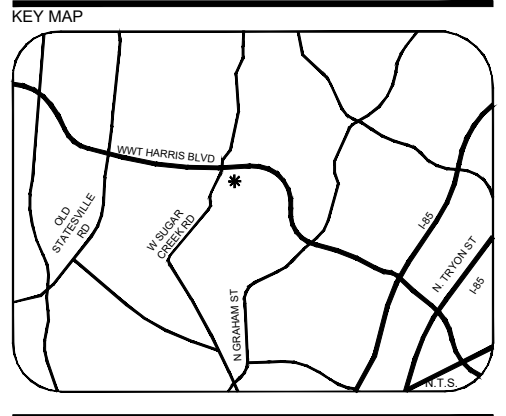 KEY MAP
WWT HARRIS BLVD
OLD
STATESVILLE
RD
W SUGAR
CREEK RD
I-85
N. TRYON ST
I-85
N GRAHAM ST
N.T.S.